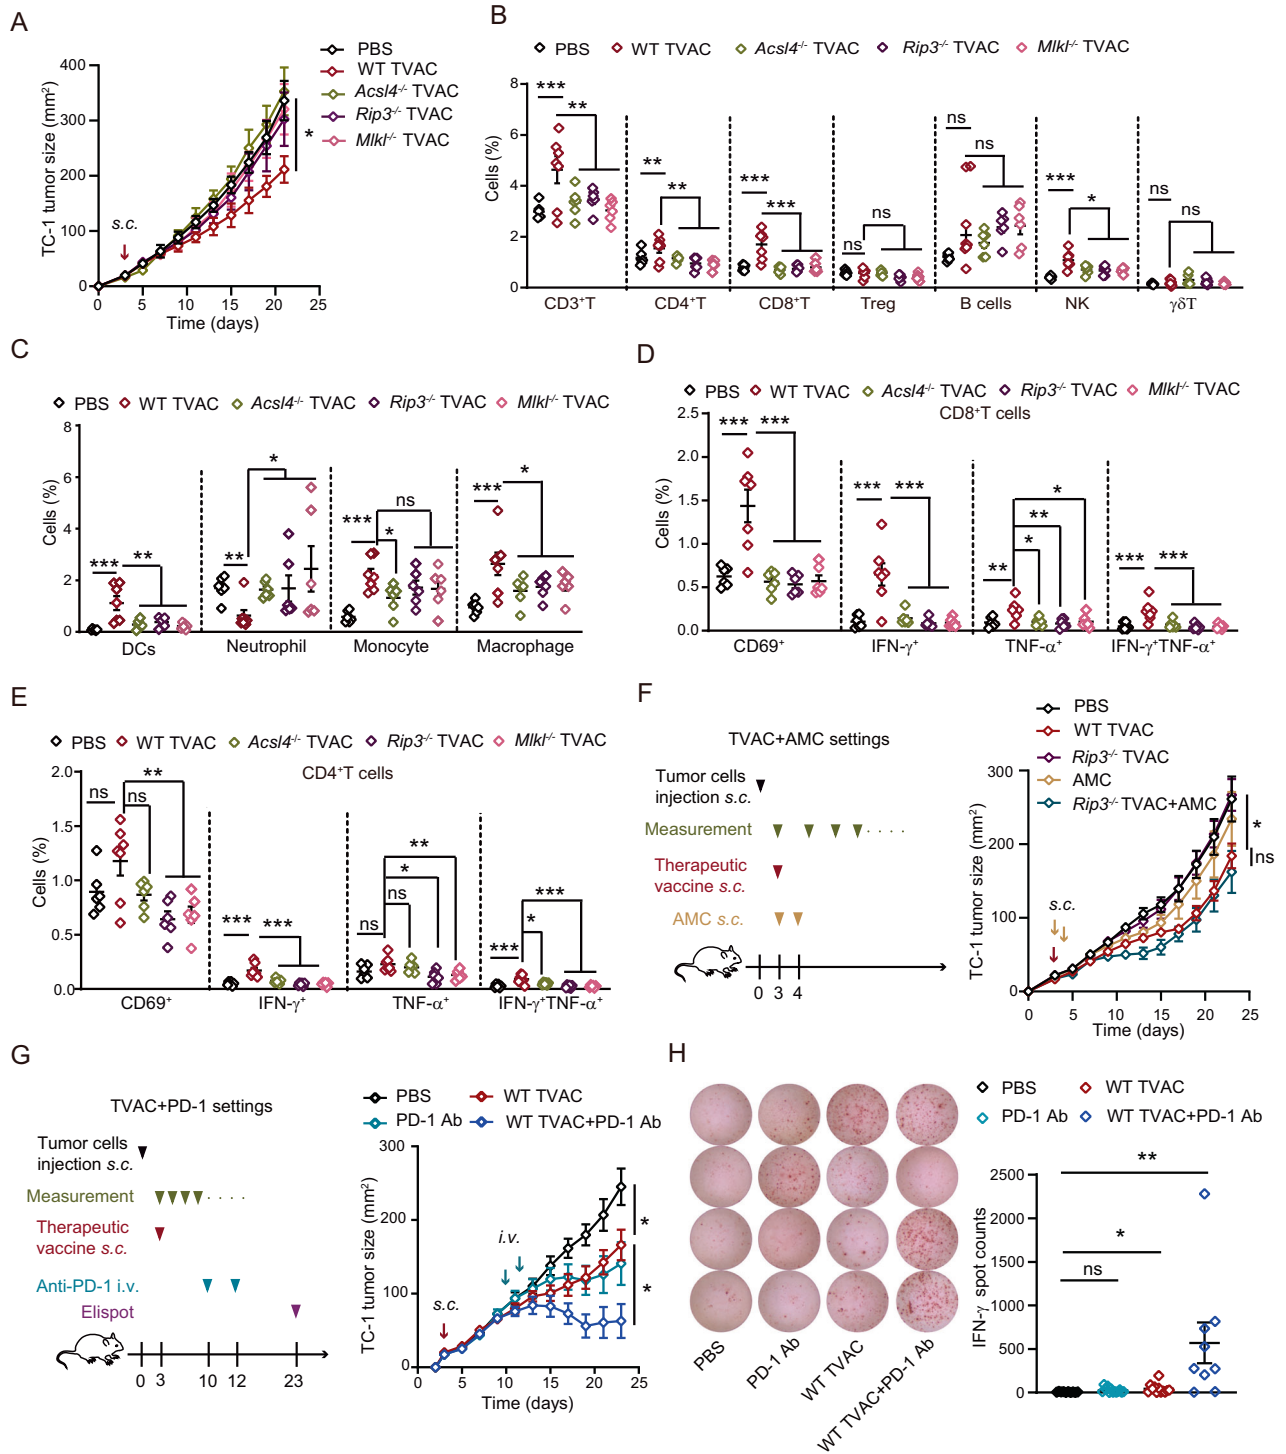 A
PBS
WT TVAC
Acsl4-/- TVAC
Rip3-/- TVAC
Mlkl-/- TVAC
TC-1 tumor size (mm2)
400
300
200
100
0
s.c.
*
0 5 10 15 20 25
Time (days)
B
PBS WT TVAC Acsl4-/- TVAC Rip3-/- TVAC Mlkl-/- TVAC
Cells (%)
8
6
4
2
0
*** ** ** ** *** *** ns ns ns ns *** * ns ns
CD3+T CD4+T CD8+T Treg B cells NK γδT
C
PBS WT TVAC Acsl4-/- TVAC Rip3-/- TVAC Mlkl-/- TVAC
Cells (%)
8
6
4
2
0
*** ** ** * *** * ns *** *
DCs Neutrophil Monocyte Macrophage
D
PBS WT TVAC Acsl4-/- TVAC Rip3-/- TVAC Mlkl-/- TVAC
CD8+T cells
Cells (%)
2.5
2.0
1.5
1.0
0.5
0.0
*** *** *** *** ** * ** * *** ***
CD69+ IFN-γ+ TNF-α+ IFN-γ+TNF-α+
E
PBS WT TVAC Acsl4-/- TVAC Rip3-/- TVAC Mlkl-/- TVAC
CD4+T cells
Cells (%)
2.0
1.5
1.0
0.5
0.0
ns ns ** *** *** ns ns * ** *** * ***
CD69+ IFN-γ+ TNF-α+ IFN-γ+TNF-α+
F
TVAC+AMC settings
Tumor cells
injection s.c.
Measurement
Therapeutic
vaccine s.c.
AMC s.c.
0 3 4
PBS
WT TVAC
Rip3-/- TVAC
AMC
Rip3-/- TVAC+AMC
TC-1 tumor size (mm2)
300
200
100
0
s.c.
*
ns
0 5 10 15 20 25
Time (days)
G
TVAC+PD-1 settings
Tumor cells
injection s.c.
Measurement
Therapeutic
vaccine s.c.
Anti-PD-1 i.v.
Elispot
0 3 10 12 23
PBS WT TVAC
PD-1 Ab WT TVAC+PD-1 Ab
TC-1 tumor size (mm2)
300
200
100
0
s.c.
i.v.
*
*
0 5 10 15 20 25
Time (days)
H
PBS PD-1 Ab WT TVAC WT TVAC+PD-1 Ab
PBS WT TVAC
PD-1 Ab WT TVAC+PD-1 Ab
IFN-γ spot counts
2500
2000
1500
1000
500
0
**
*
ns